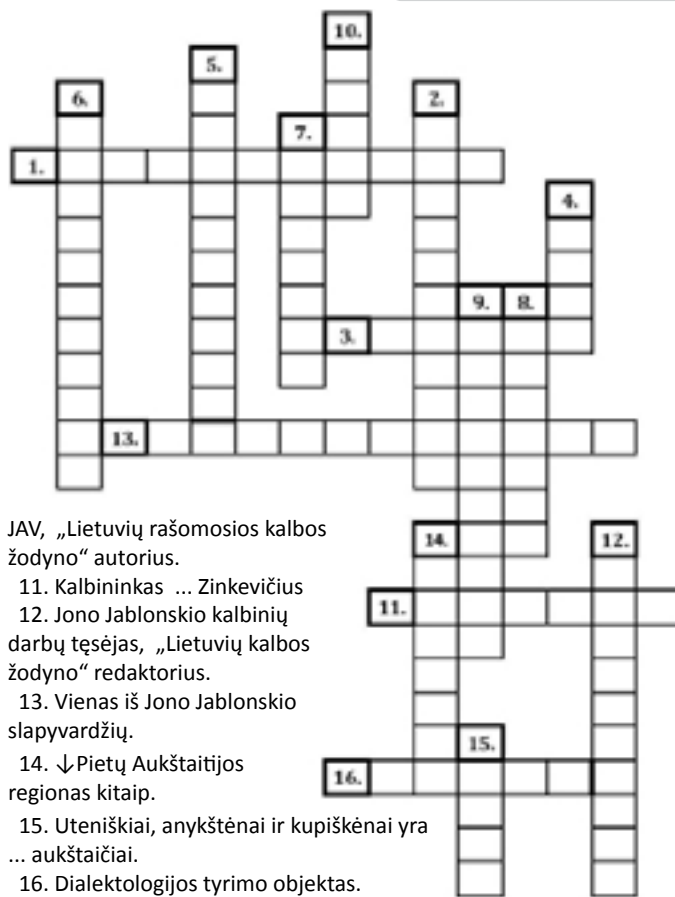 10.
5.
6.
2.
7.
1.
4.
9.
8.
3.
13.
JAV, „Lietuvių rašomosios kalbos
žodyno“ autorius.
14.
12.
11. Kalbininkas ... Zinkevičius
11.
12. Jono Jablonskio kalbinių
darbų tęsėjas, „Lietuvių kalbos
žodyno“ redaktorius.
13. Vienas iš Jono Jablonskio
slapyvardžių.
15.
14. ↓Pietų Aukštaitijos
regionas kitaip.
16.
15. Uteniškiai, anykštėnai ir kupiškėnai yra
... aukštaičiai.
16. Dialektologijos tyrimo objektas.